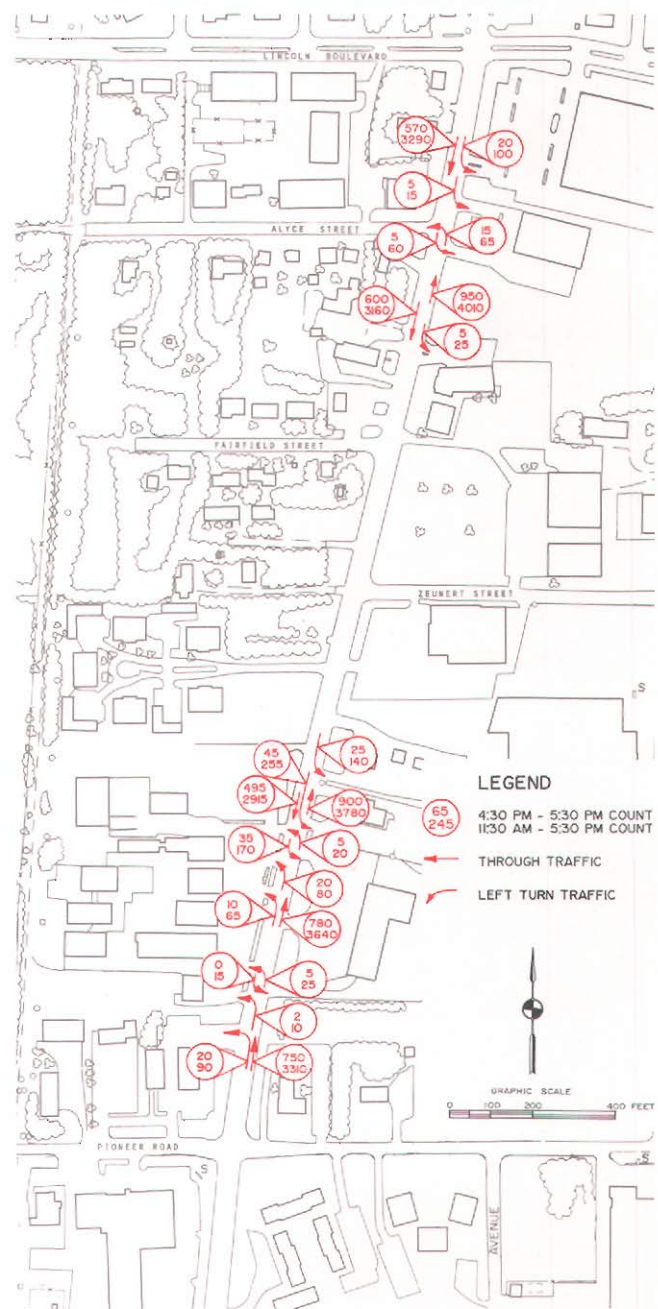 LINCOLN BOULEVARD
570
3290
20
100
5
15
ALYCE STREET
5
60
15
65
600
3160
950
4010
5
25
FAIRFIELD STREET
ZEUNERT STREET
S
45
255
25
140
495
2915
900
3780
35
170
5
20
20
80
10
65
780
3640
0
15
5
25
2
10
20
90
750
3310
LEGEND
65
245
4:30 PM - 5:30 PM COUNT
11:30 AM - 5:30 PM COUNT
THROUGH TRAFFIC
LEFT TURN TRAFFIC
GRAPHIC SCALE
0 100 200 400 FEET
PIONEER ROAD
S
S
AVENUE